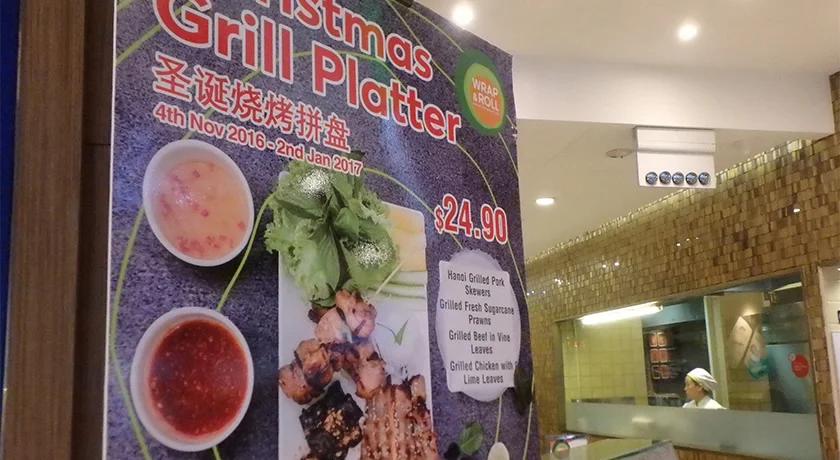 Christmas
Grill Platter
圣诞烧烤拼盘
4th Nov 2016 - 2nd Jan 2017
WRAP
&ROLL
$24.90
Hanoi Grilled Pork
Skewers
Grilled Fresh Sugarcane
Prawns
Grilled Beef in Vine
Leaves
Grilled Chicken with
Lime Leaves